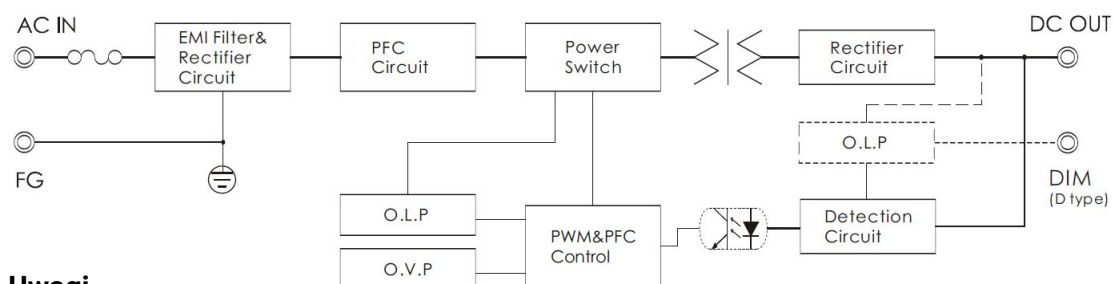 AC IN
EMI Filter&
Rectifier
Circuit
PFC
Circuit
Power
Switch
Rectifier
Circuit
DC OUT
FG
O.L.P
DIM
(D type)
O.L.P
PWM&PFC
Control
Detection
Circuit
O.V.P
Uwagi